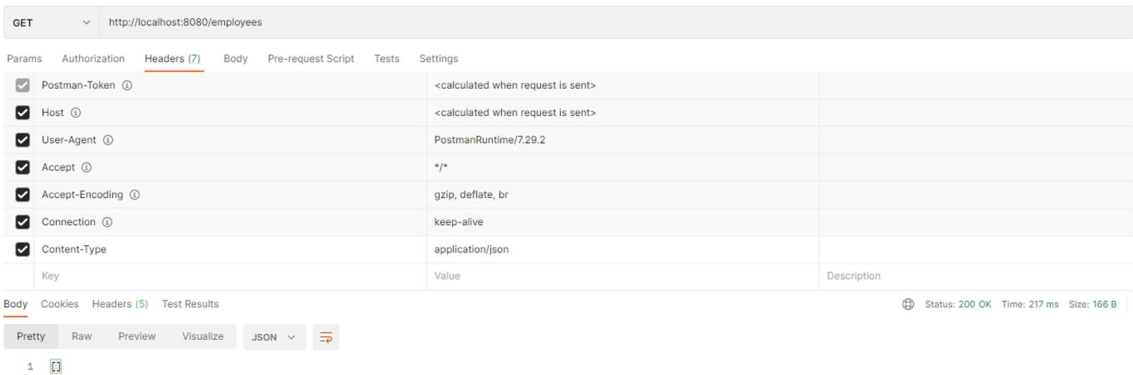 GET http://localhost:8080/employees
Params Authorization Headers (7) Body Pre-request Script Tests Settings
Postman-Token <calculated when request is sent>
Host <calculated when request is sent>
User-Agent PostmanRuntime/7.29.2
Accept */*
Accept-Encoding gzip, deflate, br
Connection keep-alive
Content-Type application/json
Key Value Description
Body Cookies Headers (5) Test Results Status: 200 OK Time: 217 ms Size: 166 B
Pretty Raw Preview Visualize JSON
1 []